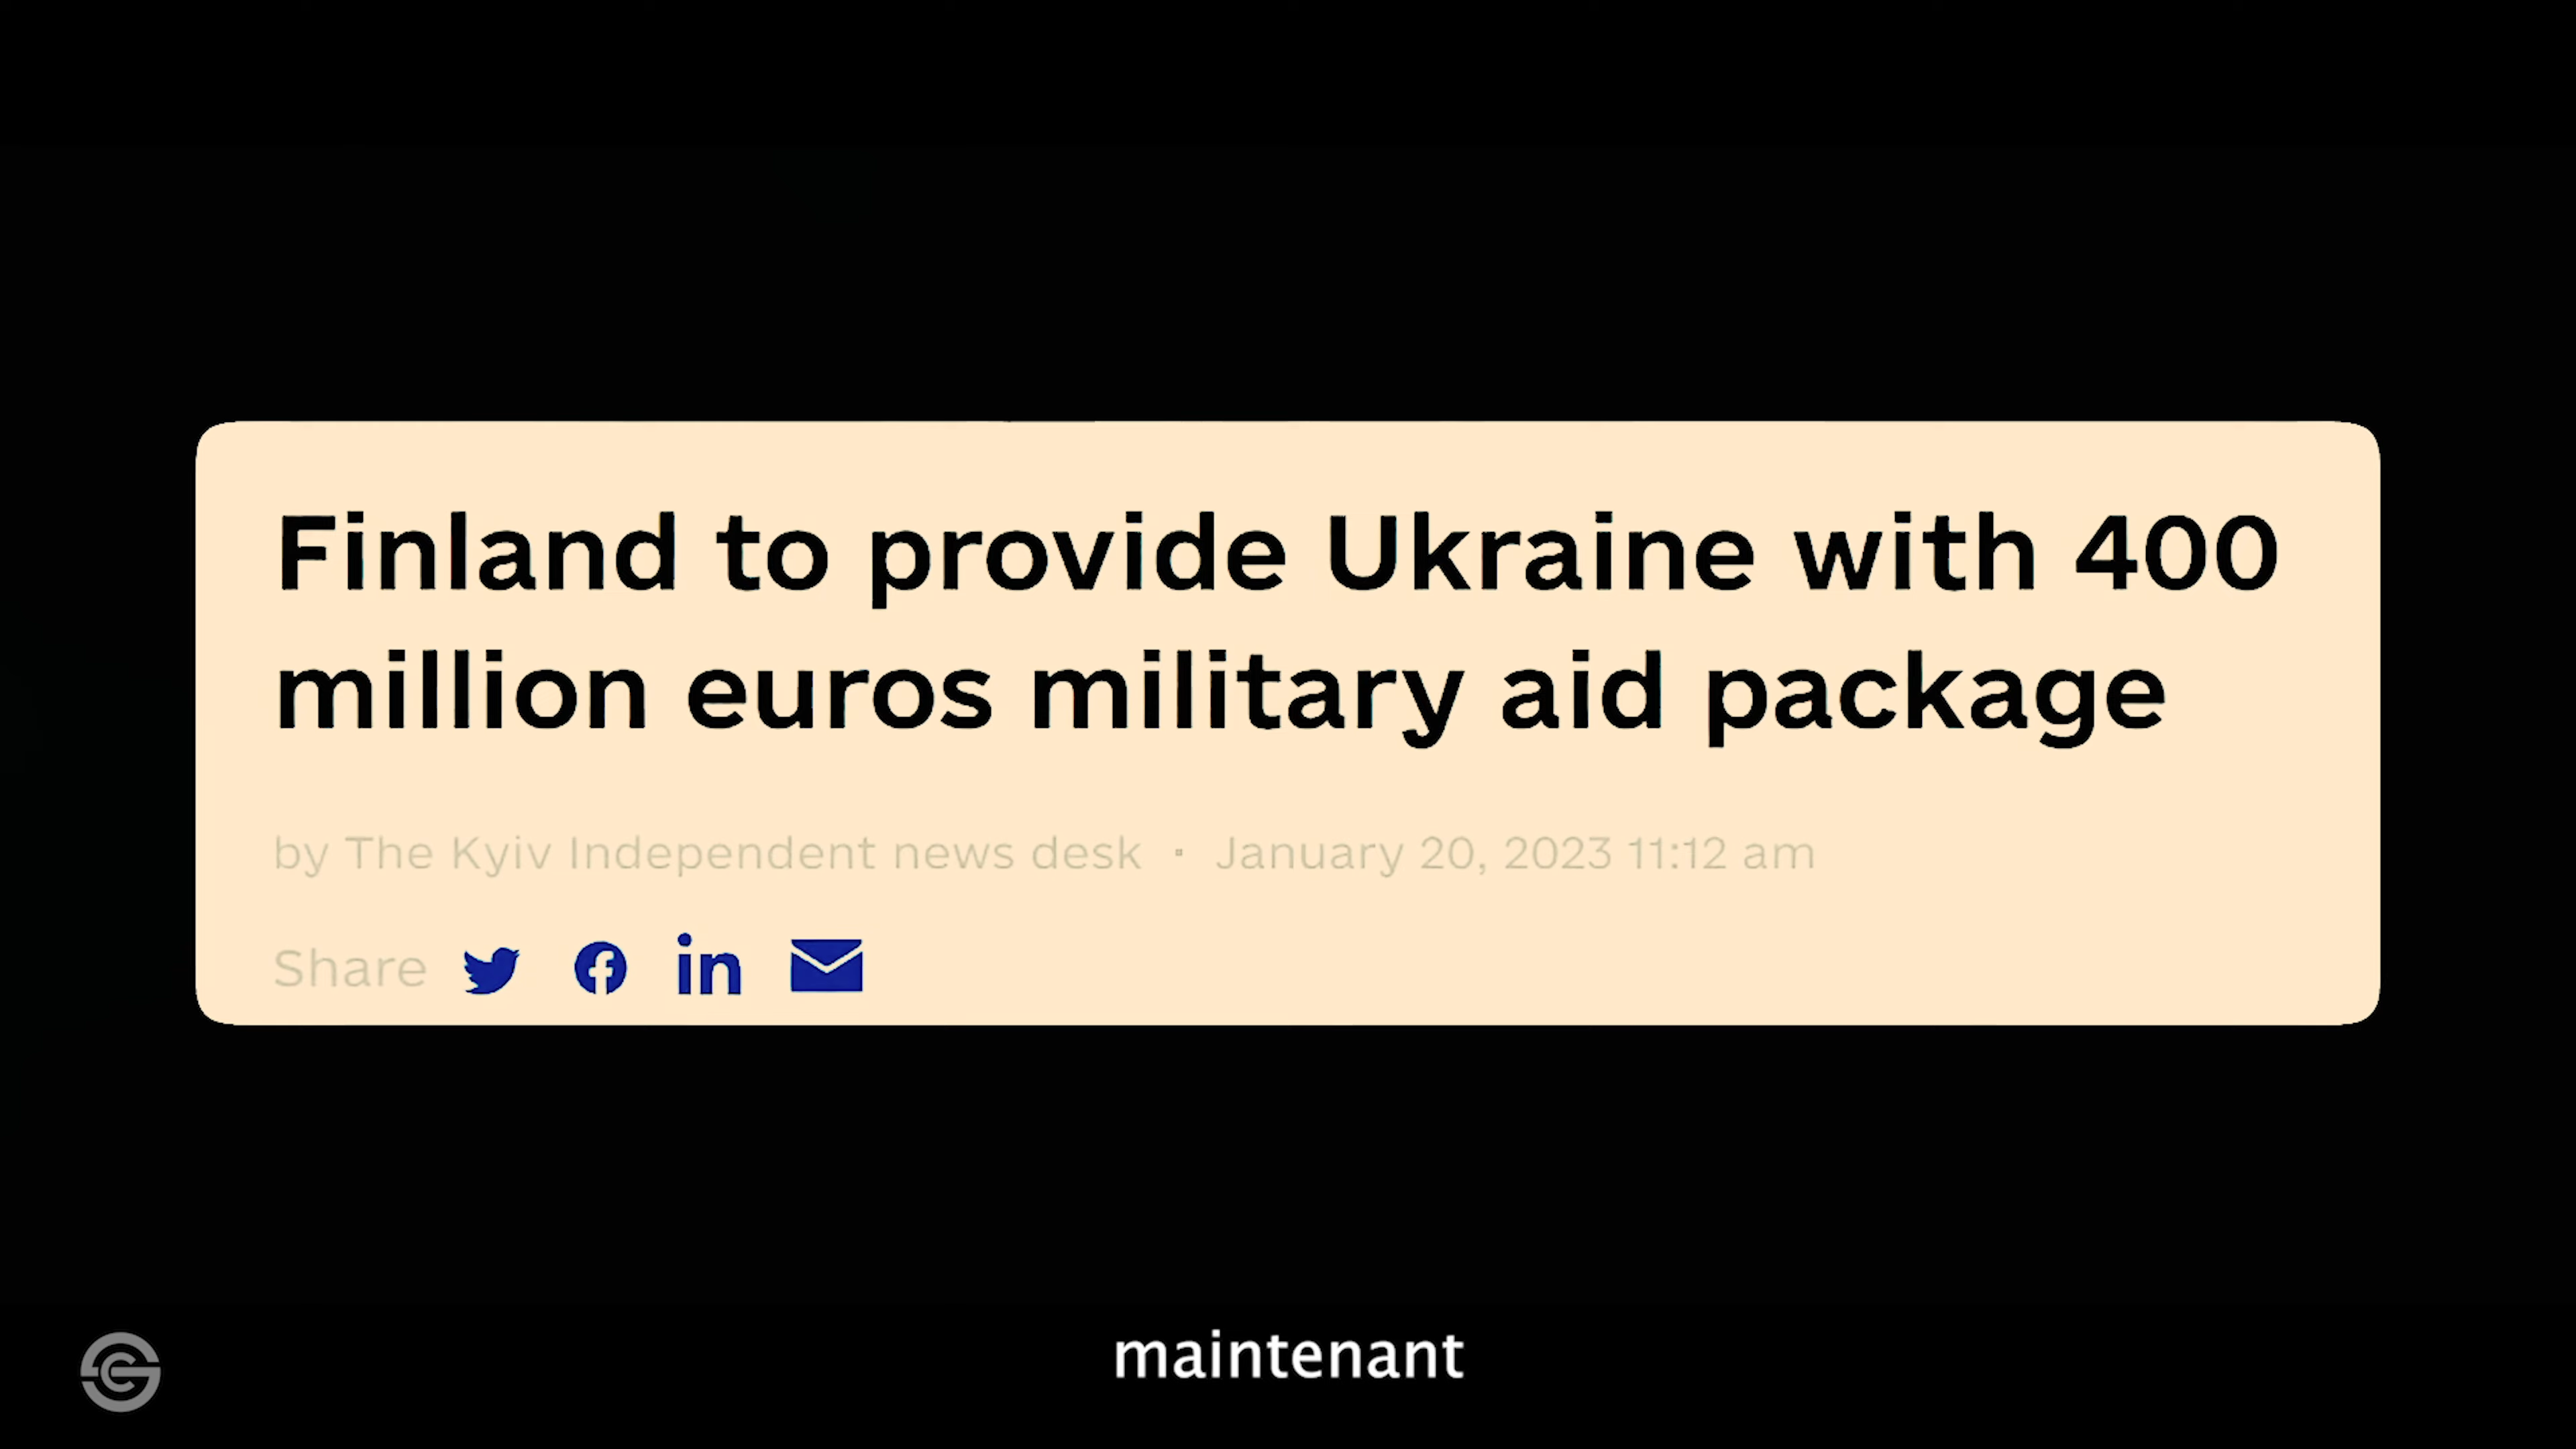 Finland to provide Ukraine with 400
million euros military aid package
by The Kyiv Independent news desk · January 20, 2023 11:12 am
Share
maintenant